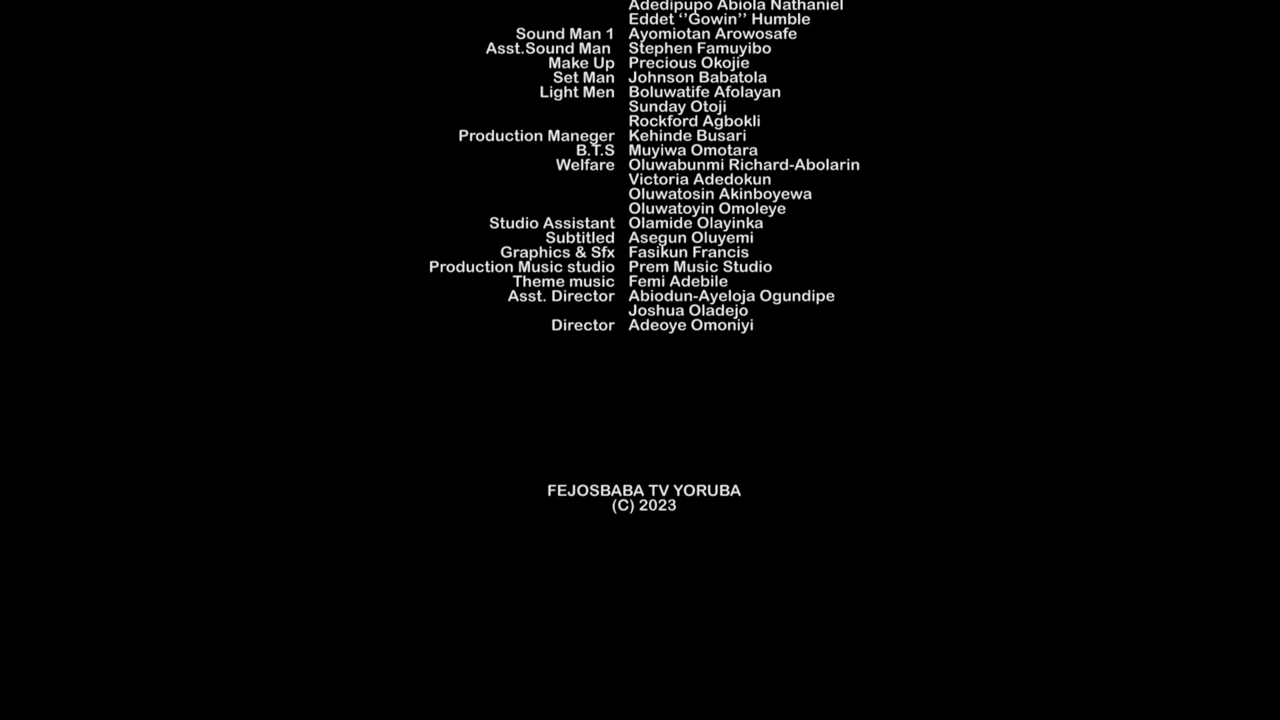 Adedipupo Abiola Nathaniel
Eddet ‘’Gowin’’ Humble
Sound Man 1 Ayomiotan Arowosafe
Asst.Sound Man Stephen Famuyibo
Make Up Precious Okojie
Set Man Johnson Babatola
Light Men Boluwatife Afolayan
Sunday Otoji
Rockford Agbokli
Production Maneger Kehinde Busari
B.T.S Muyiwa Omotara
Welfare Oluwabunmi Richard-Abolarin
Victoria Adedokun
Oluwatosin Akinboyewa
Oluwatoyin Omoleye
Studio Assistant Olamide Olayinka
Subtitled Asegun Oluyemi
Graphics & Sfx Fasikun Francis
Production Music studio Prem Music Studio
Theme music Femi Adebile
Asst. Director Abiodun-Ayeloja Ogundipe
Joshua Oladejo
Director Adeoye Omoniyi
FEJOSBABA TV YORUBA
(C) 2023